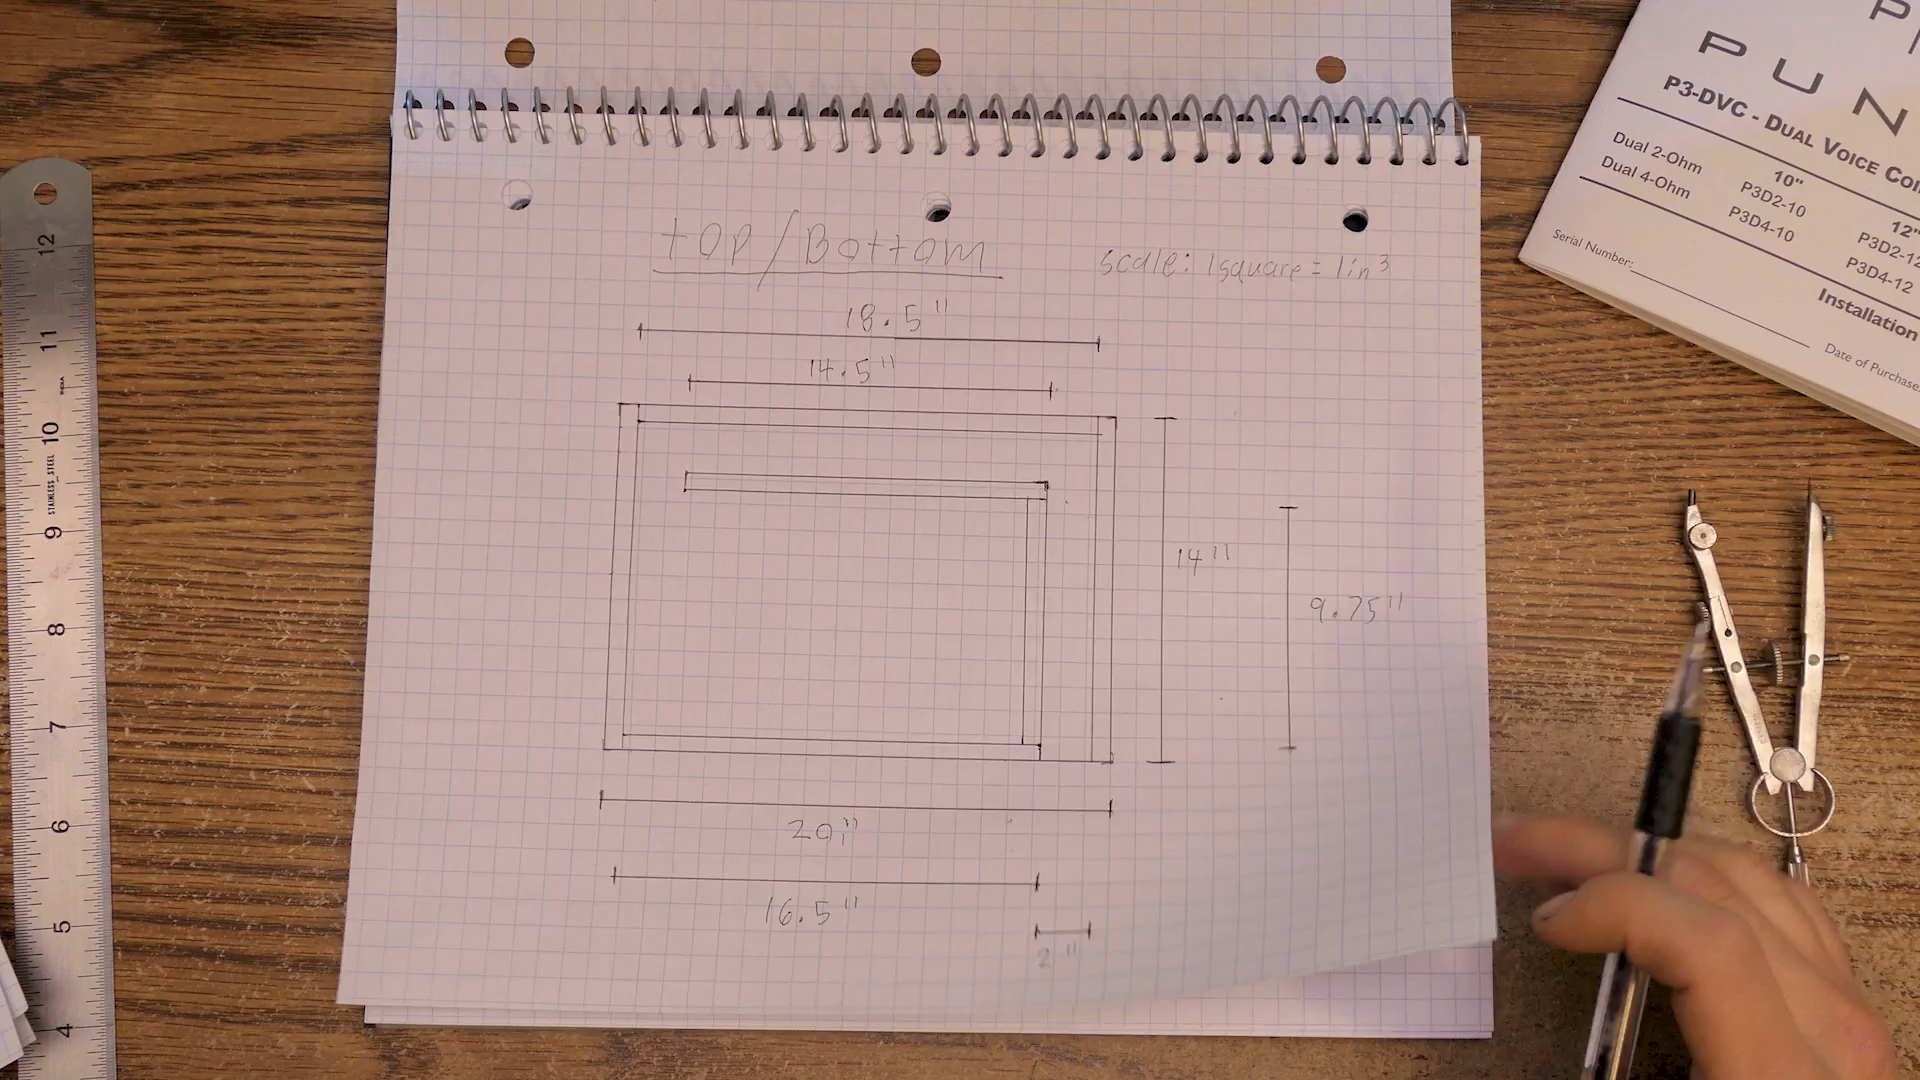 top/Bottom
scale: 1square = 1in³
18.5"
14.5"
14"
9.75"
20"
16.5"
2"
P
PUN
P3-DVC - DUAL VOICE
Dual 2-Ohm
Dual 4-Ohm
10"
P3D2-10
P3D4-10
12"
P3D2-12
P3D4-12
Serial Number:
Installation
Date of Purchase
12
11
INDIA
10
STAINLESS STEEL
9
8
7
6
5
4